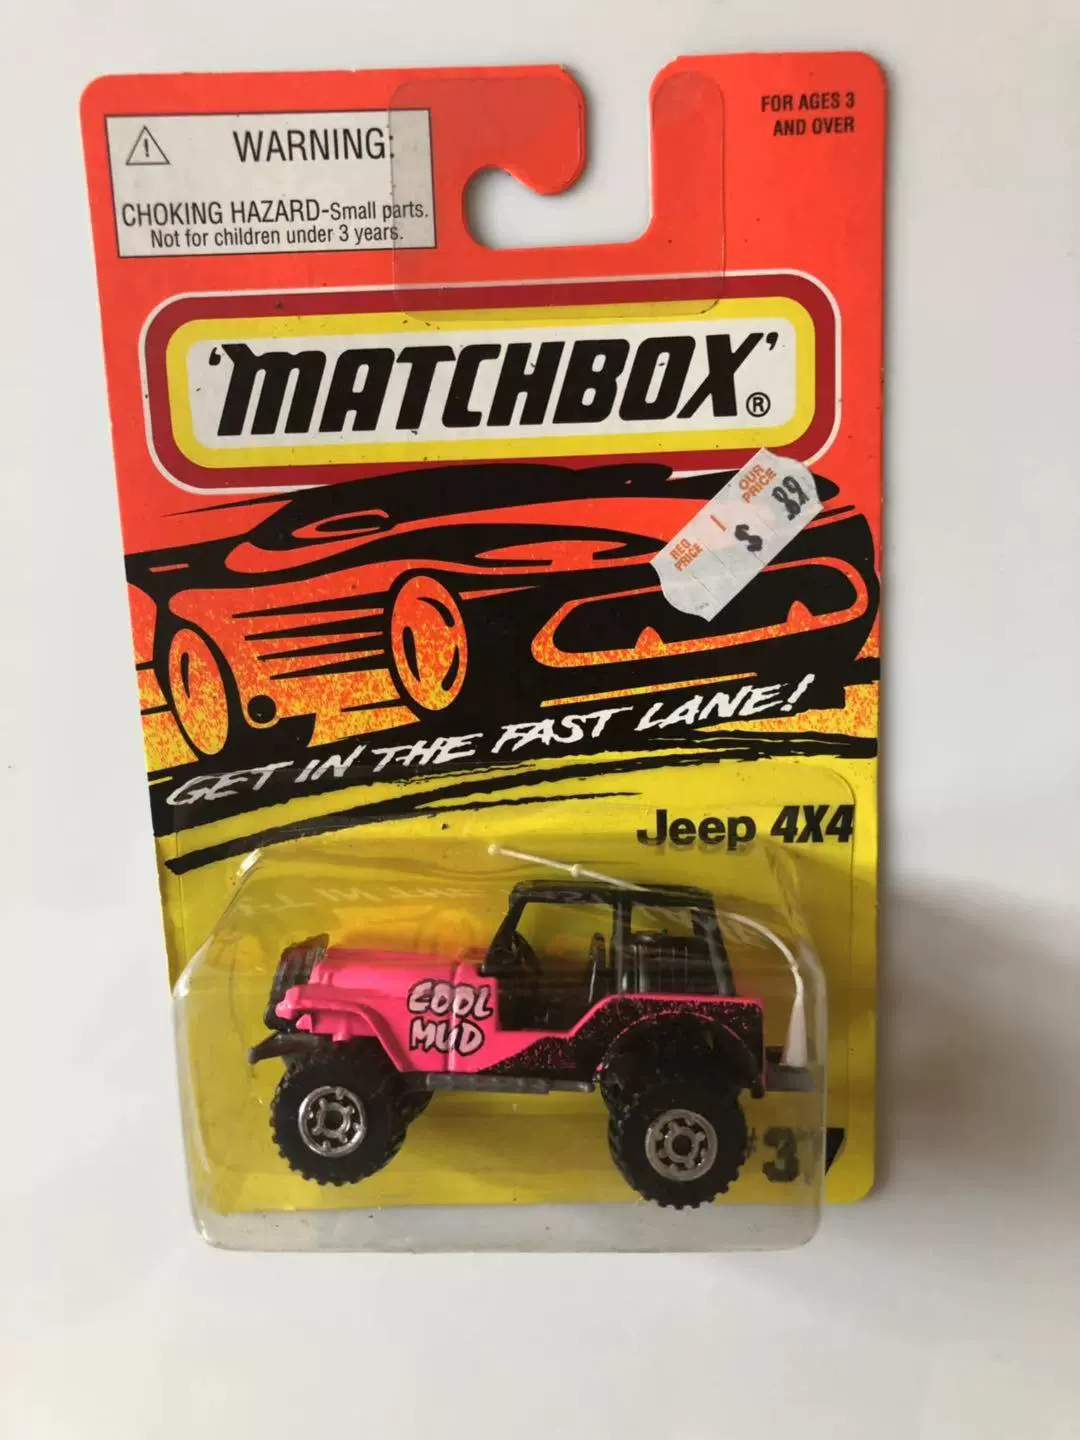 WARNING:
CHOKING HAZARD-Small parts.
Not for children under 3 years.
FOR AGES 3
AND OVER
'MATCHBOX'®
OUR
PRICE
REG
PRICE
$ .89
GET IN THE FAST LANE!
Jeep 4X4
COOL
MUD